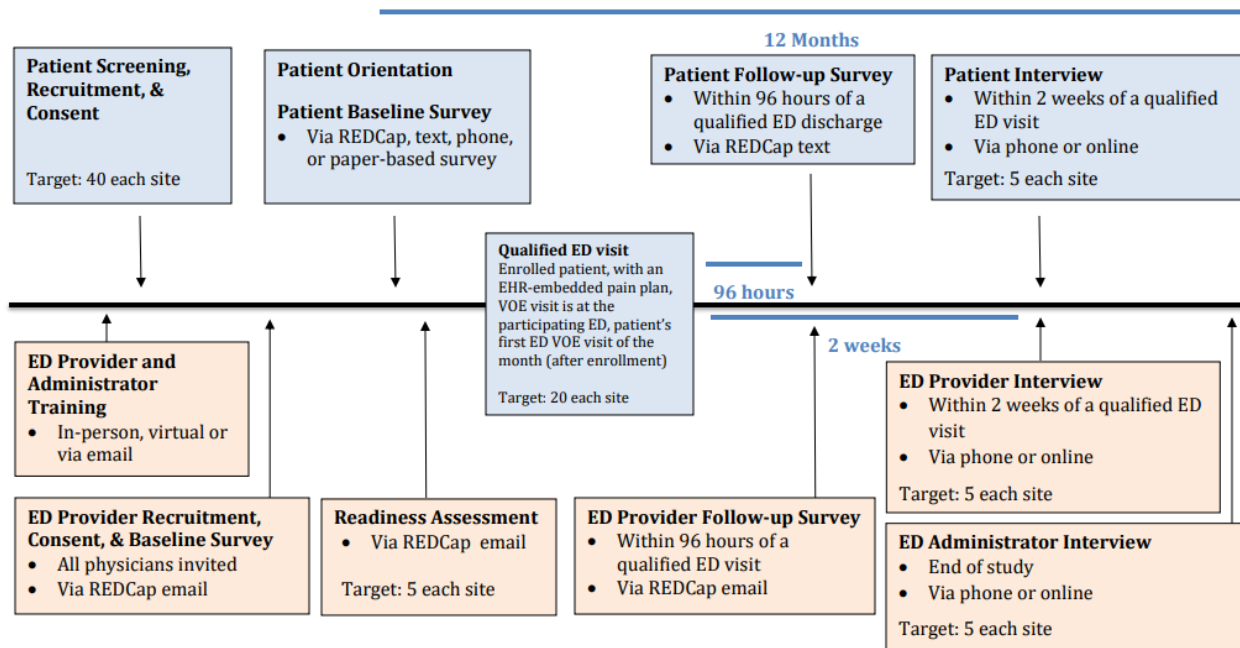 12 Months
Patient Screening,
Recruitment, &
Consent
Target: 40 each site
Patient Orientation
Patient Baseline Survey
• Via REDCap, text, phone,
or paper-based survey
Patient Follow-up Survey
• Within 96 hours of a
qualified ED discharge
• Via REDCap text
Patient Interview
• Within 2 weeks of a qualified
ED visit
• Via phone or online
Target: 5 each site
Qualified ED visit
Enrolled patient, with an
EHR-embedded pain plan,
VOE visit is at the
participating ED, patient's
first ED VOE visit of the
month (after enrollment)
Target: 20 each site
96 hours
2 weeks
ED Provider and
Administrator
Training
• In-person, virtual or
via email
ED Provider Recruitment,
Consent, & Baseline Survey
• All physicians invited
• Via REDCap email
Readiness Assessment
• Via REDCap email
Target: 5 each site
ED Provider Follow-up Survey
• Within 96 hours of a
qualified ED visit
• Via REDCap email
ED Provider Interview
• Within 2 weeks of a qualified ED
visit
• Via phone or online
Target: 5 each site
ED Administrator Interview
• End of study
• Via phone or online
Target: 5 each site